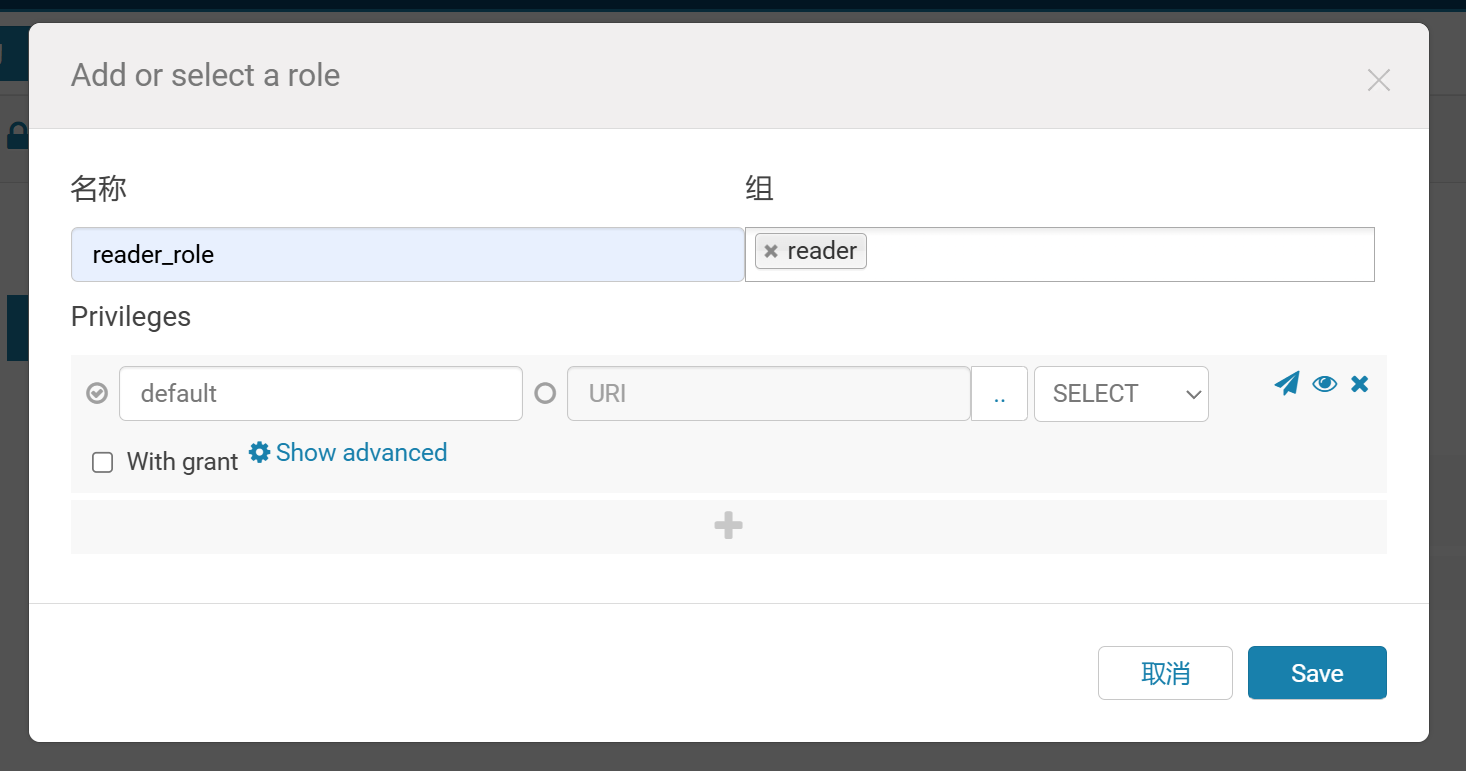 Add or select a role
名称 组
reader_role reader
Privileges
default URI .. SELECT
With grant Show advanced
取消 Save